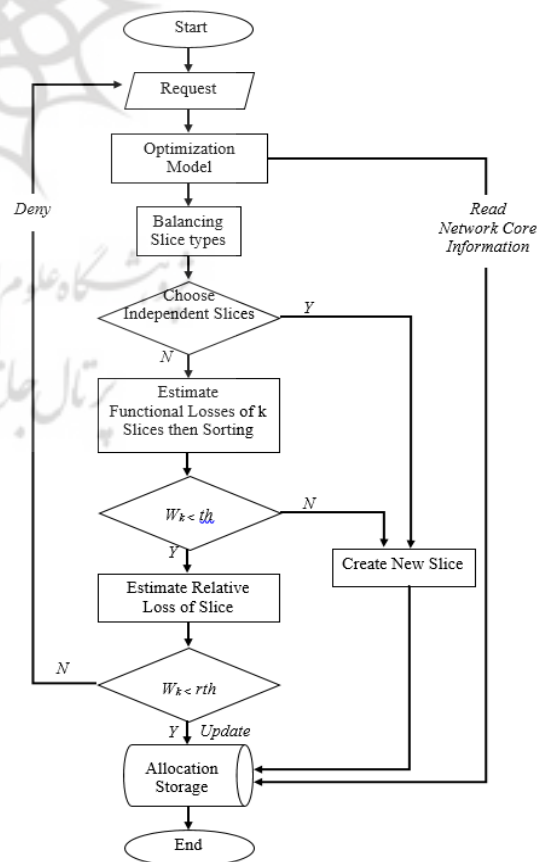 Start
Request
Optimization
Model
Deny
Read
Network Core
Information
Balancing
Slice types
Choose
Independent Slices
Y
N
Estimate
Functional Losses of k
Slices then Sorting
Wk < th
N
Y
Create New Slice
Estimate Relative
Loss of Slice
N
Wk < rth
Y Update
Allocation
Storage
End